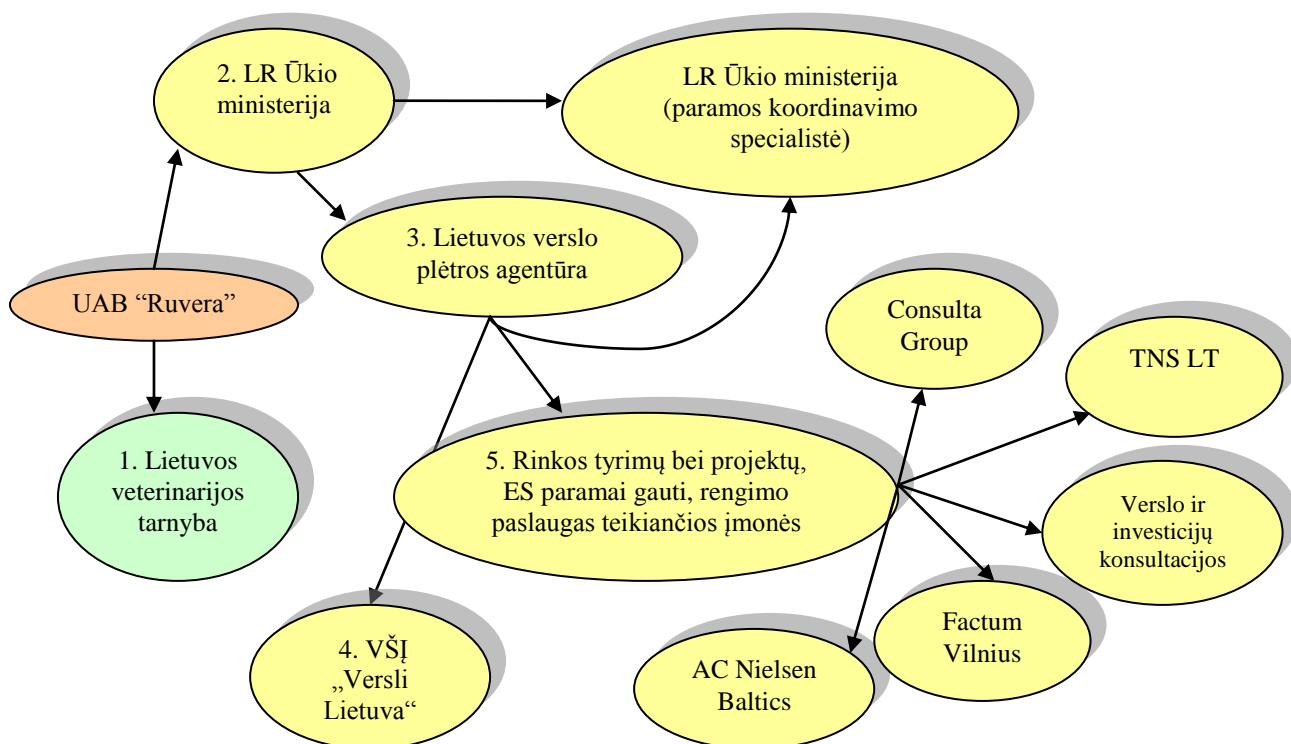 2. LR Ūkio
ministerija
LR Ūkio ministerija
(paramos koordinavimo
specialistė)
3. Lietuvos verslo
plėtros agentūra
UAB “Ruvera”
Consulta
Group
TNS LT
1. Lietuvos
veterinarijos
tarnyba
5. Rinkos tyrimų bei projektų,
ES paramai gauti, rengimo
paslaugas teikiančios įmonės
Verslo ir
investicijų
konsultacijos
4. VŠĮ
„Versli
Lietuva“
AC Nielsen
Baltics
Factum
Vilnius